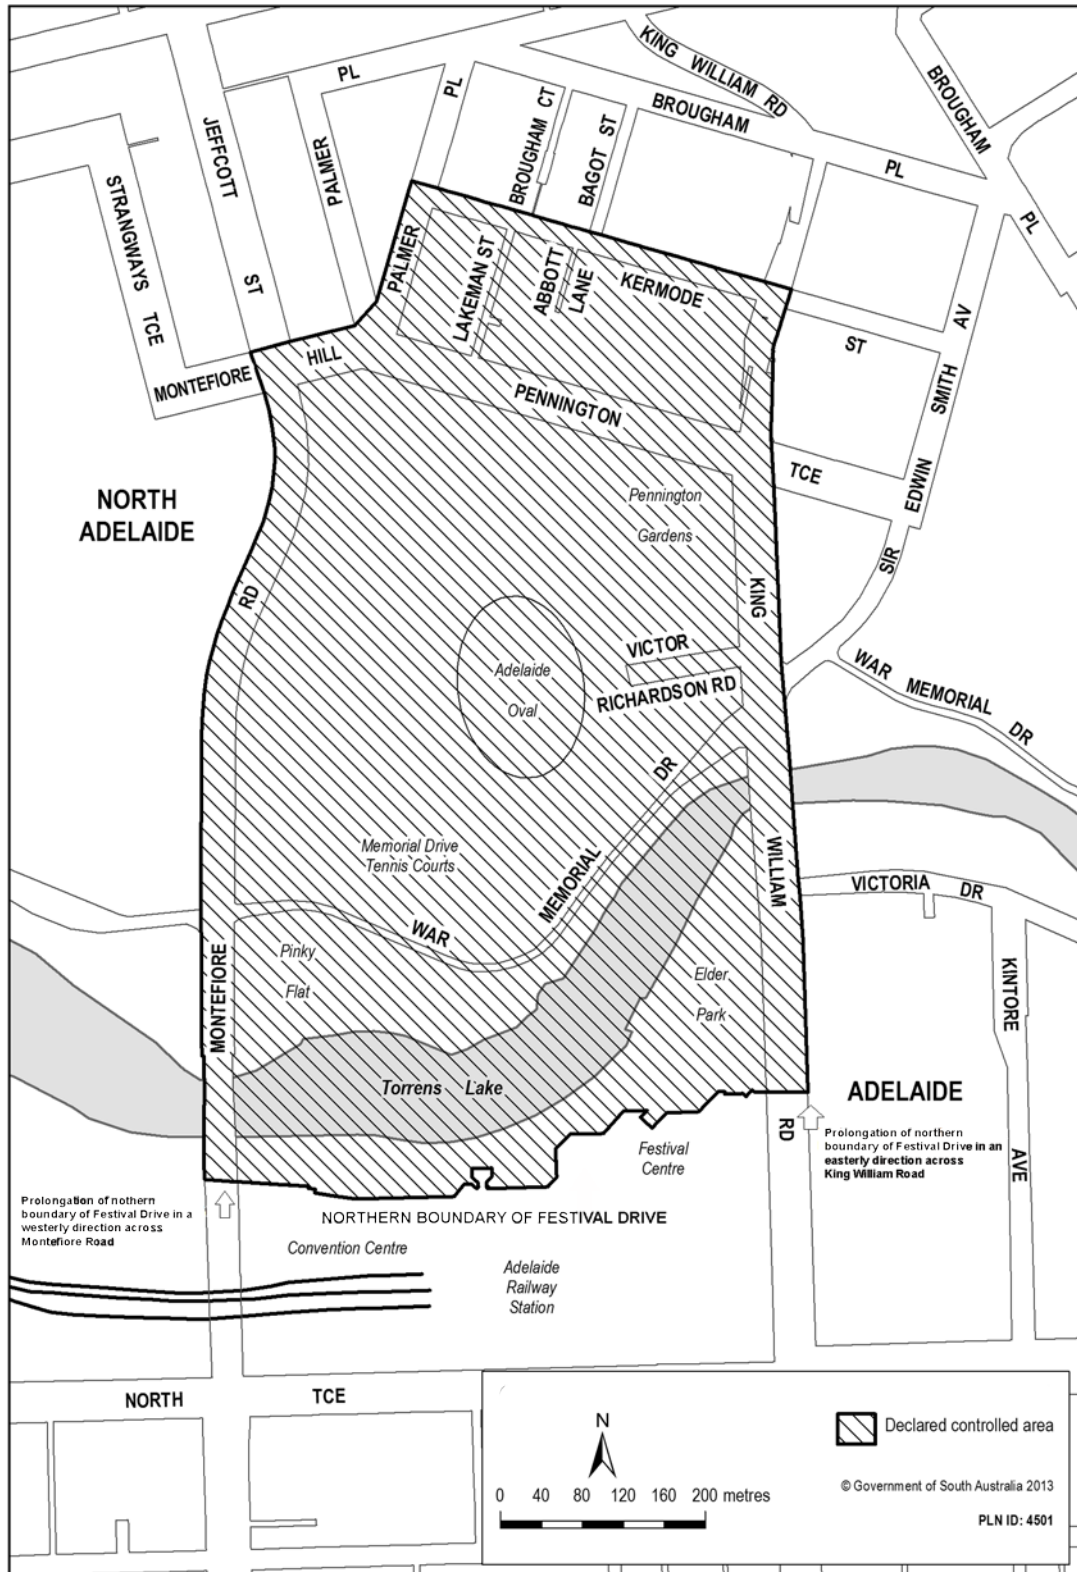 KING WILLIAM RD
PL
PL
BROUGHAM CT
BAGOT ST
BROUGHAM
BROUGHAM
PL
PL
JEFFCOTT
ST
PALMER
STRANGWAYS
TCE
PALMER
LAKEMAN ST
ABBOTT
LANE
KERMODE
ST
SMITH
AV
MONTEFIORE
HILL
PENNINGTON
TCE
EDWIN
SIR
NORTH
ADELAIDE
Pennington
Gardens
RD
KING
VICTOR
RICHARDSON RD
Adelaide
Oval
WAR MEMORIAL DR
DR
Memorial Drive
Tennis Courts
MEMORIAL
WAR
WILLIAM
VICTORIA DR
MONTEFIORE
Pinky
Flat
Elder
Park
KINTORE
AVE
Torrens Lake
ADELAIDE
RD
Festival
Centre
Prolongation of northern
boundary of Festival Drive in an
easterly direction across
King William Road
Prolongation of nothern
boundary of Festival Drive in a
westerly direction across
Montefiore Road
NORTHERN BOUNDARY OF FESTIVAL DRIVE
Convention Centre
Adelaide
Railway
Station
NORTH TCE
N
0 40 80 120 160 200 metres
Declared controlled area
© Government of South Australia 2013
PLN ID: 4501